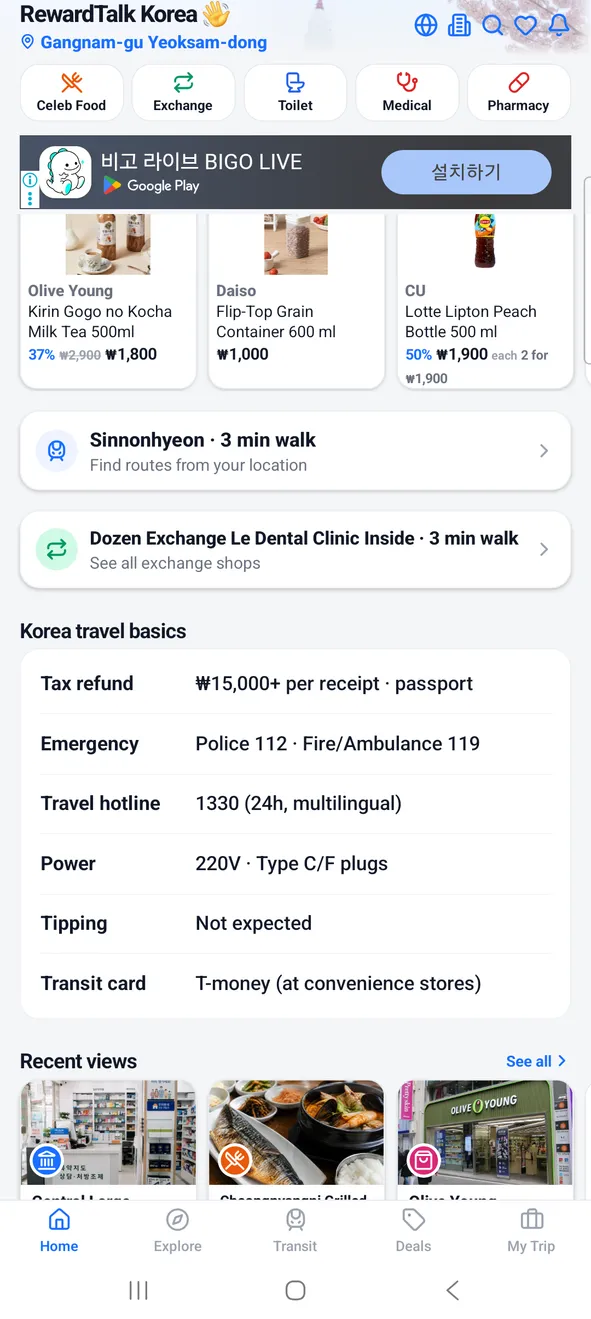 RewardTalk Korea 👋
Gangnam-gu Yeoksam-dong
Celeb Food
Exchange
Toilet
Medical
Pharmacy
비고 라이브 BIGO LIVE
Google Play
설치하기
Olive Young
Kirin Gogo no Kocha
Milk Tea 500ml
37% ₩2,900 ₩1,800
Daiso
Flip-Top Grain
Container 600 ml
₩1,000
CU
Lotte Lipton Peach
Bottle 500 ml
50% ₩1,900 each 2 for
₩1,900
Sinnonhyeon · 3 min walk
Find routes from your location
Dozen Exchange Le Dental Clinic Inside · 3 min walk
See all exchange shops
Korea travel basics
Tax refund ₩15,000+ per receipt · passport
Emergency Police 112 · Fire/Ambulance 119
Travel hotline 1330 (24h, multilingual)
Power 220V · Type C/F plugs
Tipping Not expected
Transit card T-money (at convenience stores)
Recent views
See all
OLIVE YOUNG
Olive Young
Home
Explore
Transit
Deals
My Trip